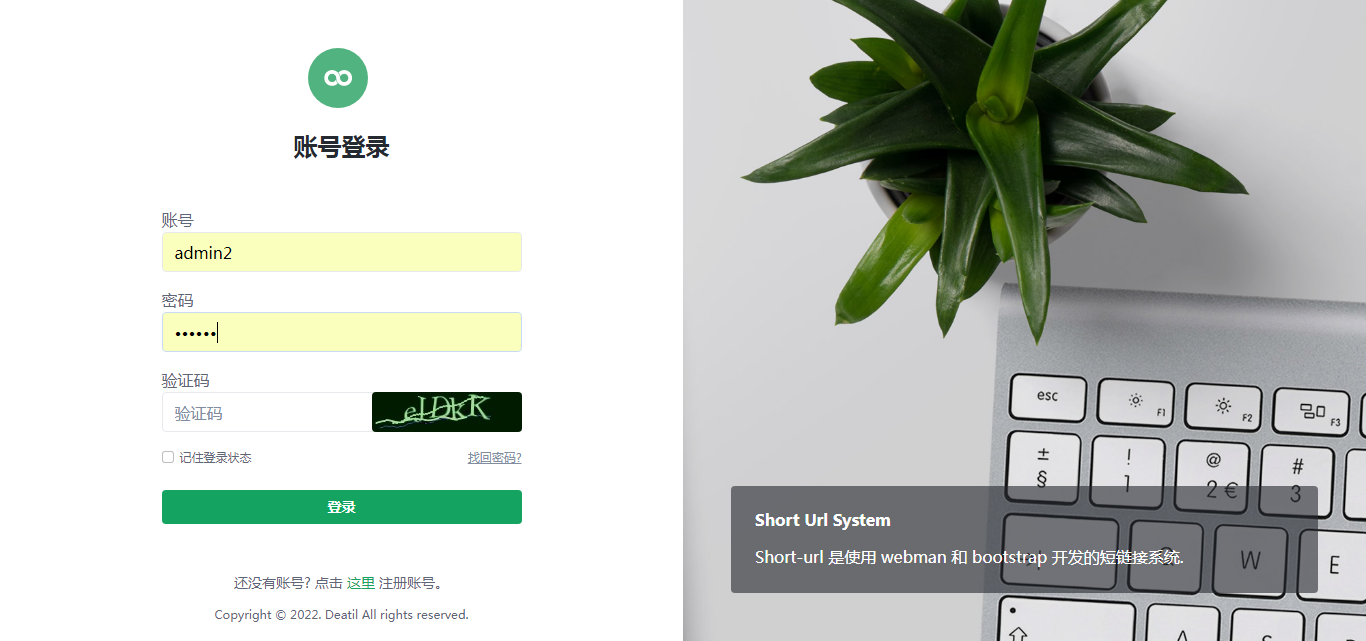 账号登录
账号
admin2
密码
••••••
验证码
验证码
记住登录状态
找回密码?
登录
还没有账号? 点击 这里 注册账号。
Copyright © 2022. Deatil All rights reserved.
esc
F1
F2
F3
±
§
!
1
@
2 €
#
3
Short Url System
Short-url 是使用 webman 和 bootstrap 开发的短链接系统.
W
E
A